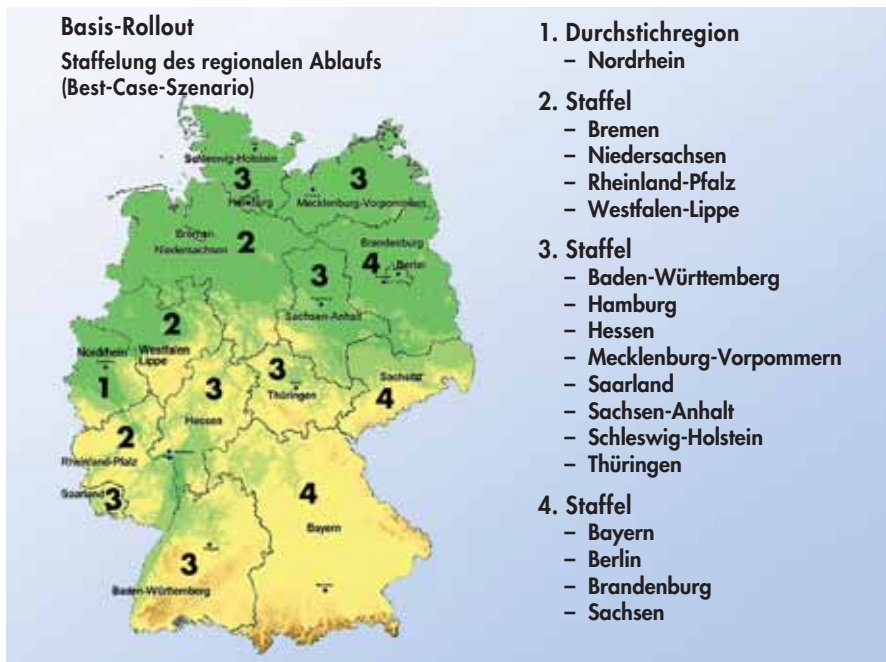 Basis-Rollout
Staffelung des regionalen Ablaufs
(Best-Case-Szenario)
Schleswig-Holstein
3
Hamburg
3
Mecklenburg-Vorpommern
Bremen
Niedersachsen
2
Brandenburg
4
Berlin
3
Sachsen-Anhalt
2
Westfalen
Lippe
Nordrhein
1
3
Hessen
3
Thüringen
Sachsen
4
2
Rheinland-Pfalz
Saarland
3
4
Bayern
3
Baden-Württemberg
1. Durchstichregion
– Nordrhein
2. Staffel
– Bremen
– Niedersachsen
– Rheinland-Pfalz
– Westfalen-Lippe
3. Staffel
– Baden-Württemberg
– Hamburg
– Hessen
– Mecklenburg-Vorpommern
– Saarland
– Sachsen-Anhalt
– Schleswig-Holstein
– Thüringen
4. Staffel
– Bayern
– Berlin
– Brandenburg
– Sachsen